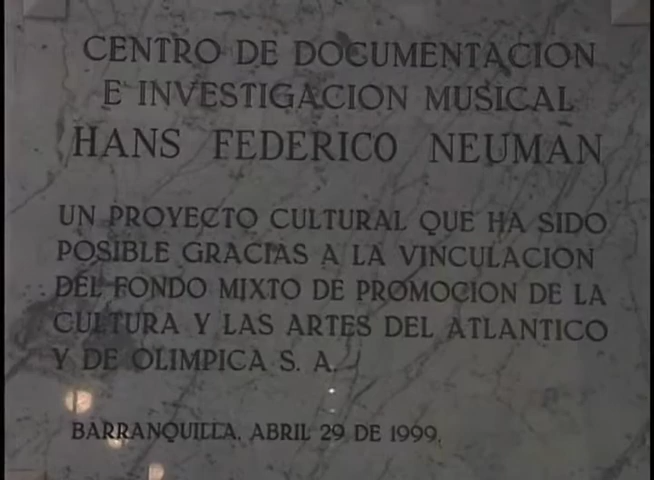 CENTRO DE DOCUMENTACION
E INVESTIGACION MUSICAL
HANS FEDERICO NEUMAN
UN PROYECTO CULTURAL QUE HA SIDO
POSIBLE GRACIAS A LA VINCULACION
DEL FONDO MIXTO DE PROMOCION DE LA
CULTURA Y LAS ARTES DEL ATLANTICO
Y DE OLIMPICA S. A.
BARRANQUILLA, ABRIL 29 DE 1999.